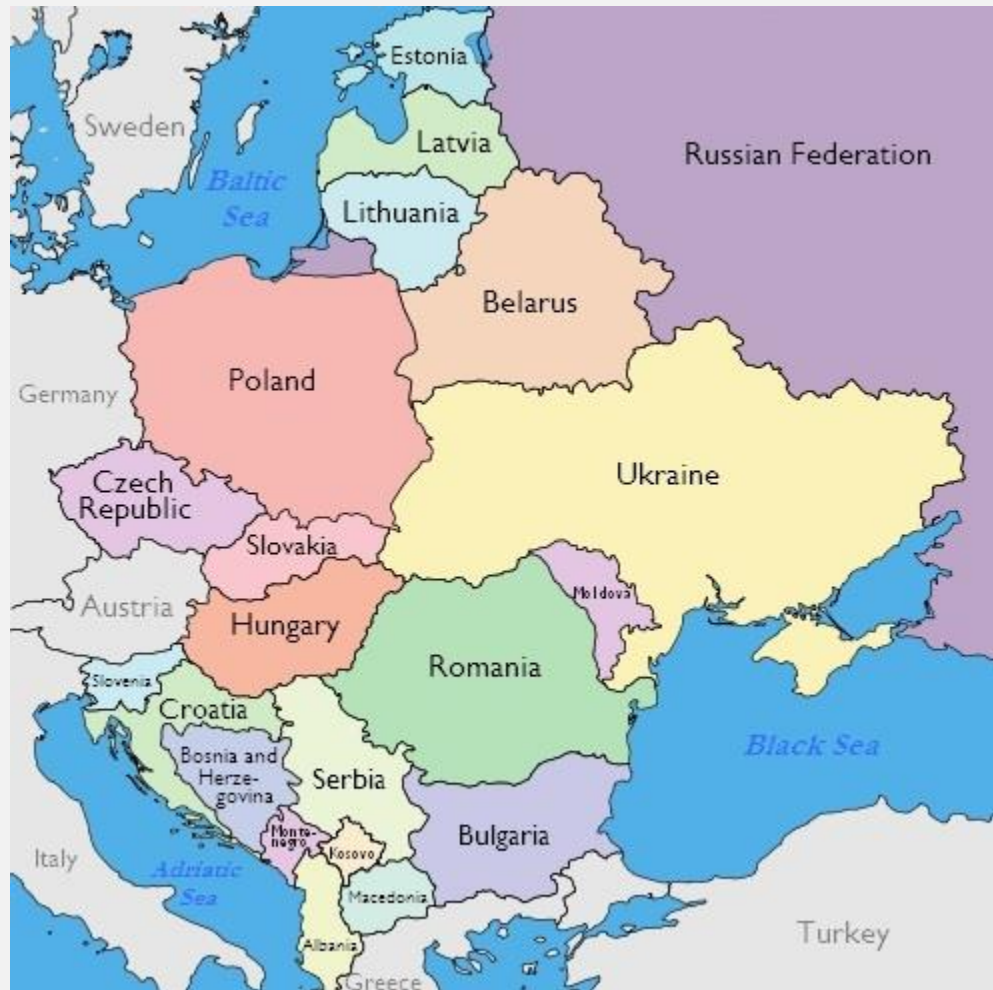 Estonia
Sweden
Latvia
Russian Federation
Baltic
Sea
Lithuania
Belarus
Poland
Germany
Ukraine
Czech
Republic
Slovakia
Austria
Moldova
Hungary
Romania
Slovenia
Croatia
Bosnia and
Herze-
govina
Serbia
Black Sea
Monte-
negro
Kosovo
Bulgaria
Italy
Adriatic
Sea
Macedonia
Albania
Turkey
Greece